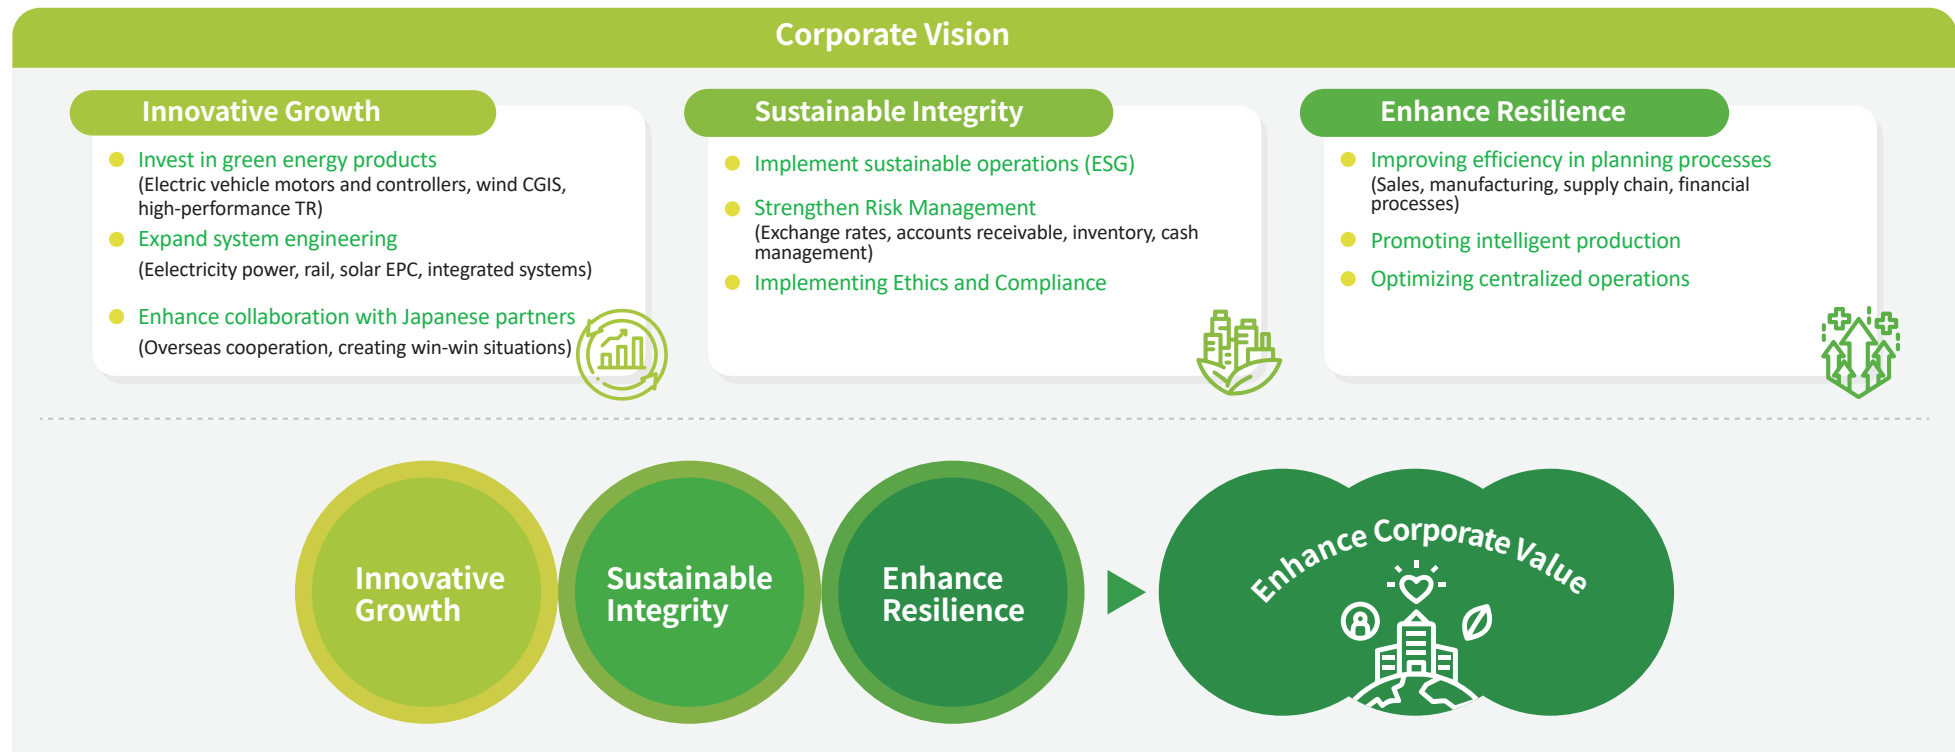 Corporate Vision
Innovative Growth
Invest in green energy products
(Electric vehicle motors and controllers, wind CGIS,
high-performance TR)
Expand system engineering
(Eelectricity power, rail, solar EPC, integrated systems)
Enhance collaboration with Japanese partners
(Overseas cooperation, creating win-win situations)
Sustainable Integrity
Implement sustainable operations (ESG)
Strengthen Risk Management
(Exchange rates, accounts receivable, inventory, cash
management)
Implementing Ethics and Compliance
Enhance Resilience
Improving efficiency in planning processes
(Sales, manufacturing, supply chain, financial
processes)
Promoting intelligent production
Optimizing centralized operations
Innovative
Growth
Sustainable
Integrity
Enhance
Resilience
Enhance Corporate Value